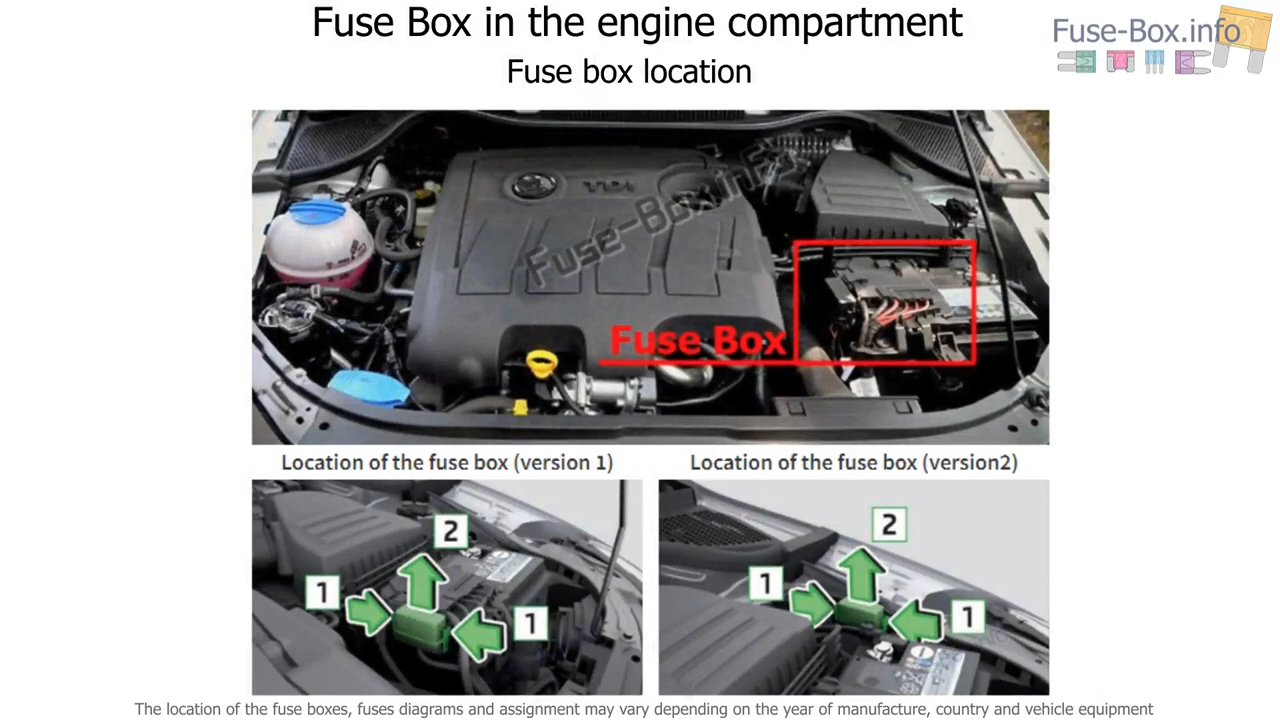 Fuse Box in the engine compartment
Fuse-Box.info
Fuse box location
TDI
Fuse-Box.inFo
Fuse Box
Location of the fuse box (version 1)
Location of the fuse box (version2)
2
1
1
2
1
1
The location of the fuse boxes, fuses diagrams and assignment may vary depending on the year of manufacture, country and vehicle equipment